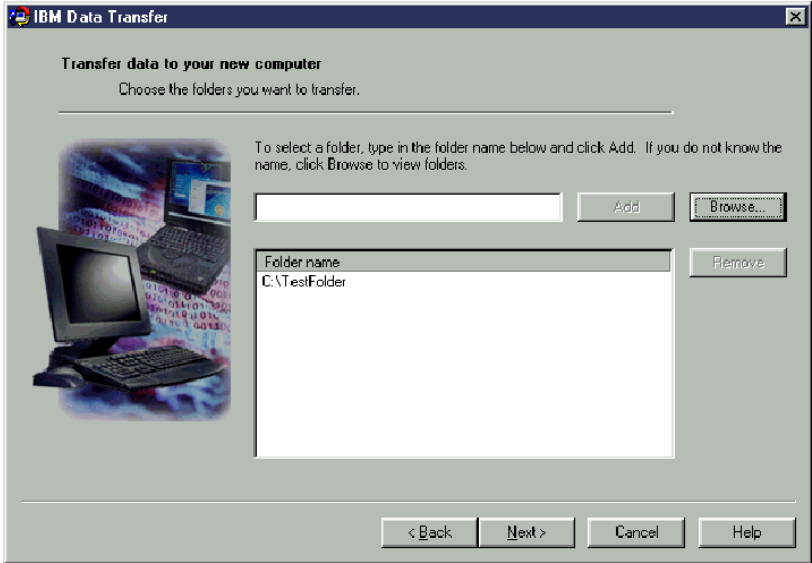 IBM Data Transfer
Transfer data to your new computer
Choose the folders you want to transfer.
To select a folder, type in the folder name below and click Add. If you do not know the
name, click Browse to view folders.
Add
Browse...
Folder name
Remove
C:\TestFolder
< Back
Next >
Cancel
Help